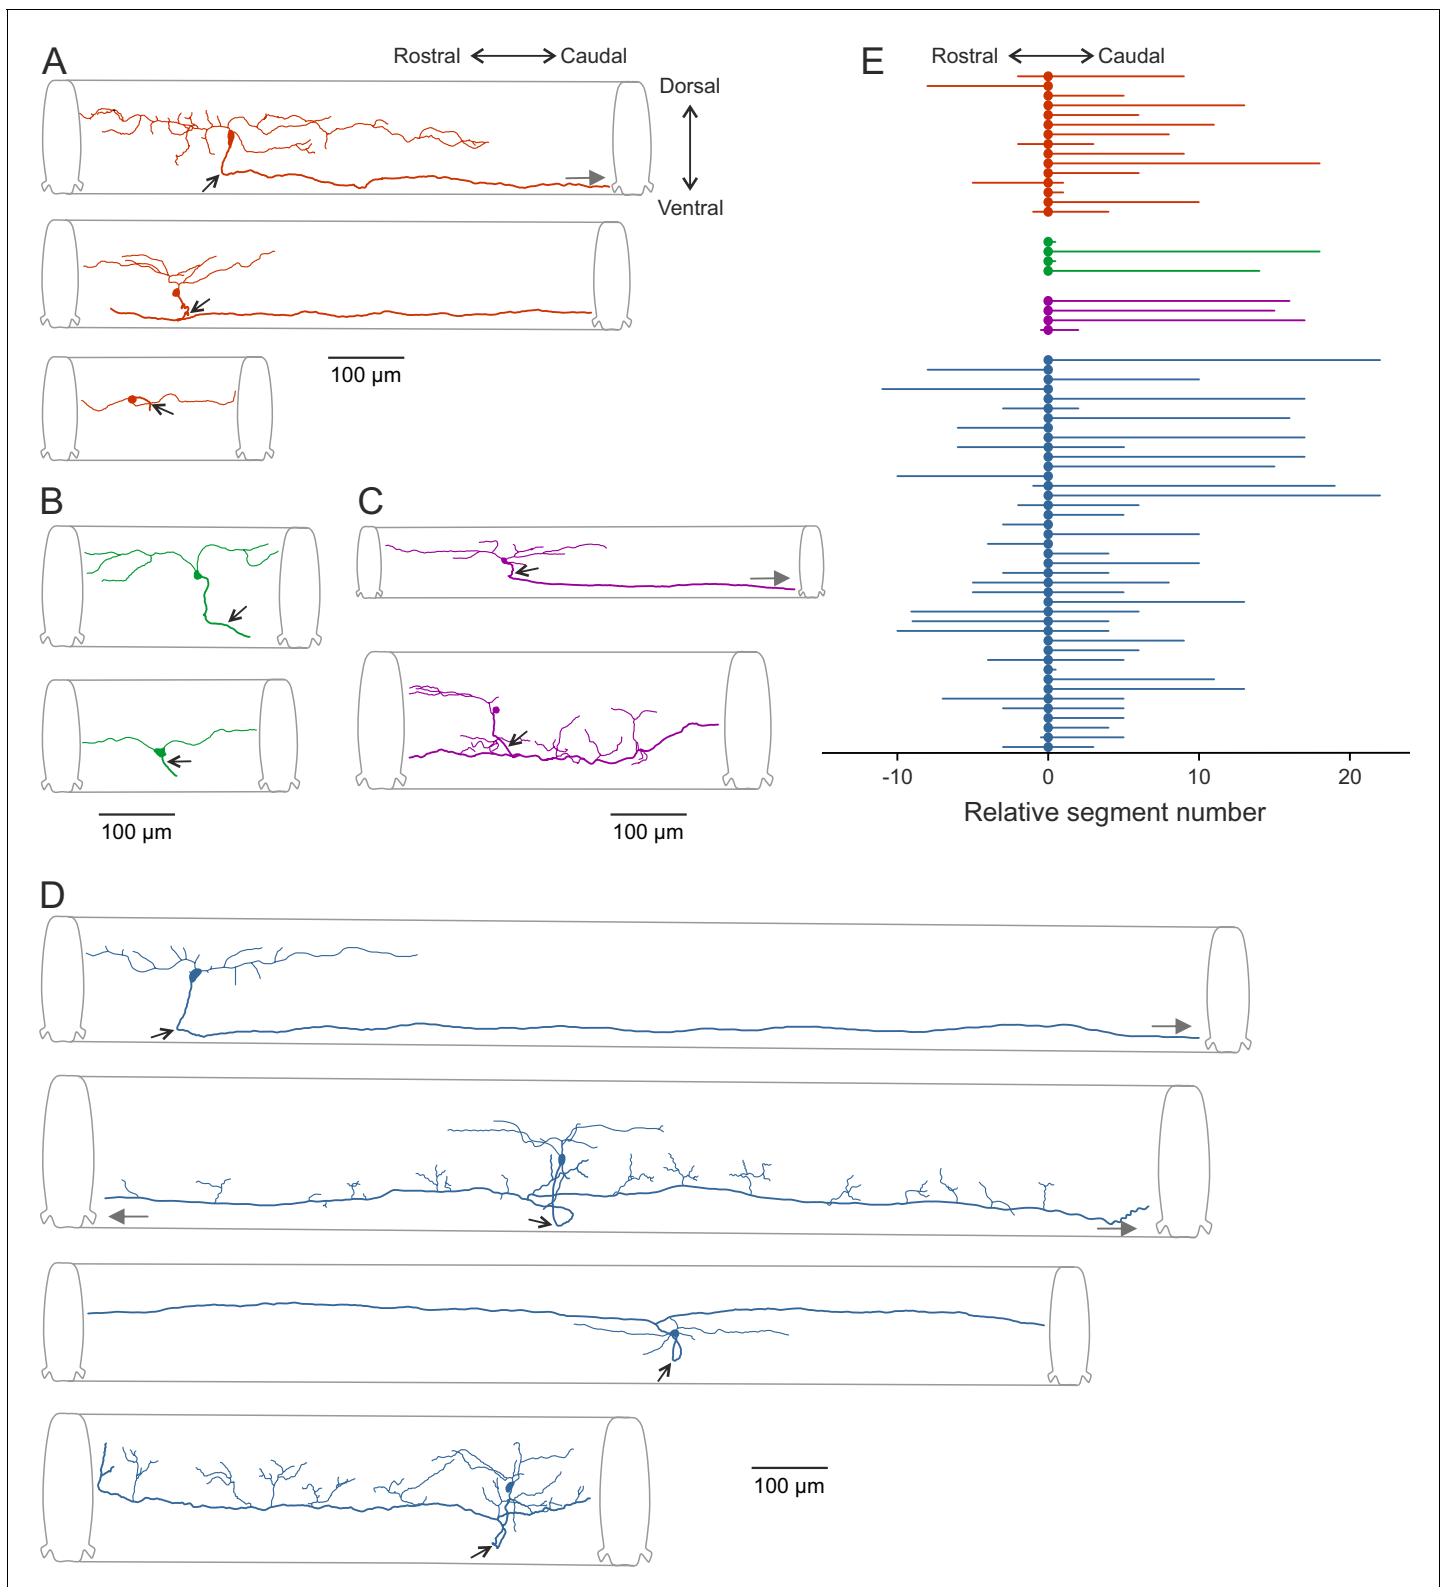 A
Rostral Caudal
Dorsal
Ventral
100 µm
B
100 µm
C
100 µm
D
100 µm
E
Rostral Caudal
-10 0 10 20
Relative segment number